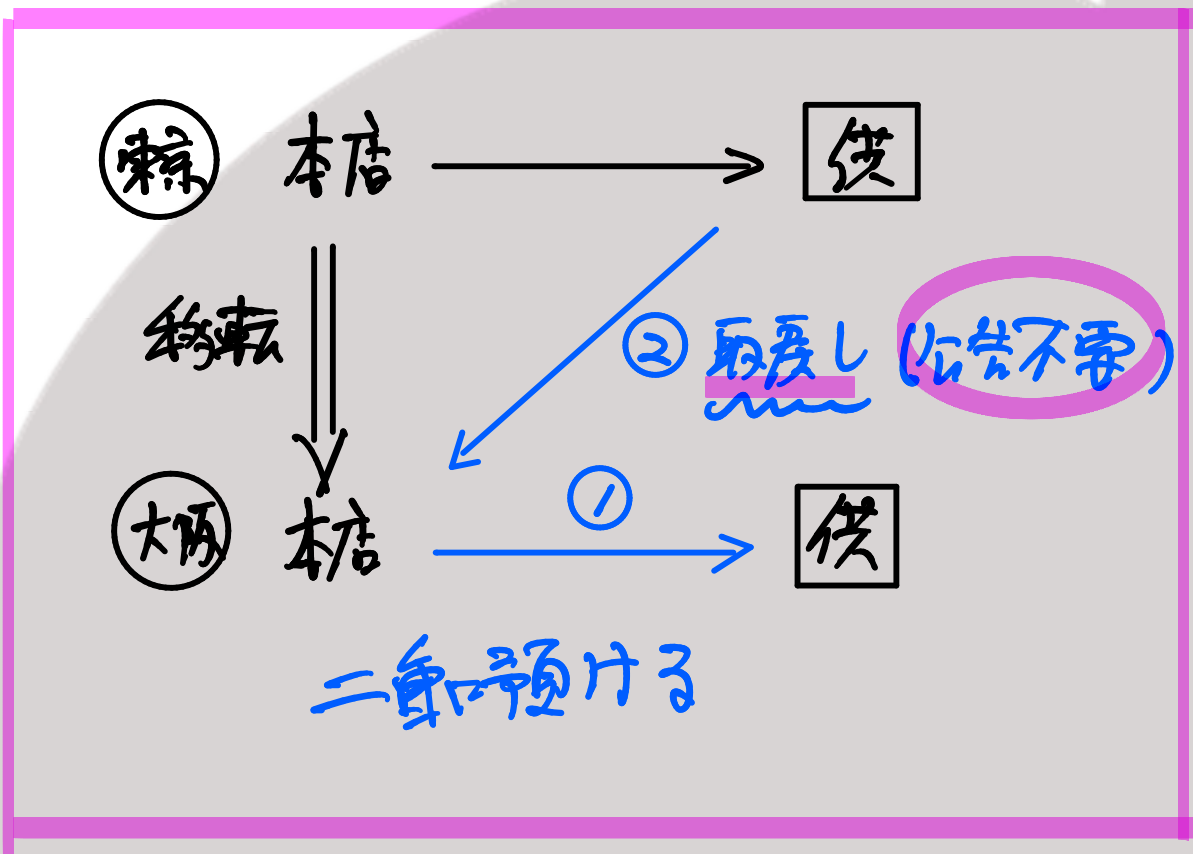 東京 本店 供
移転
② 取戻し (公告不要)
①
大阪 本店 供
二重に預ける